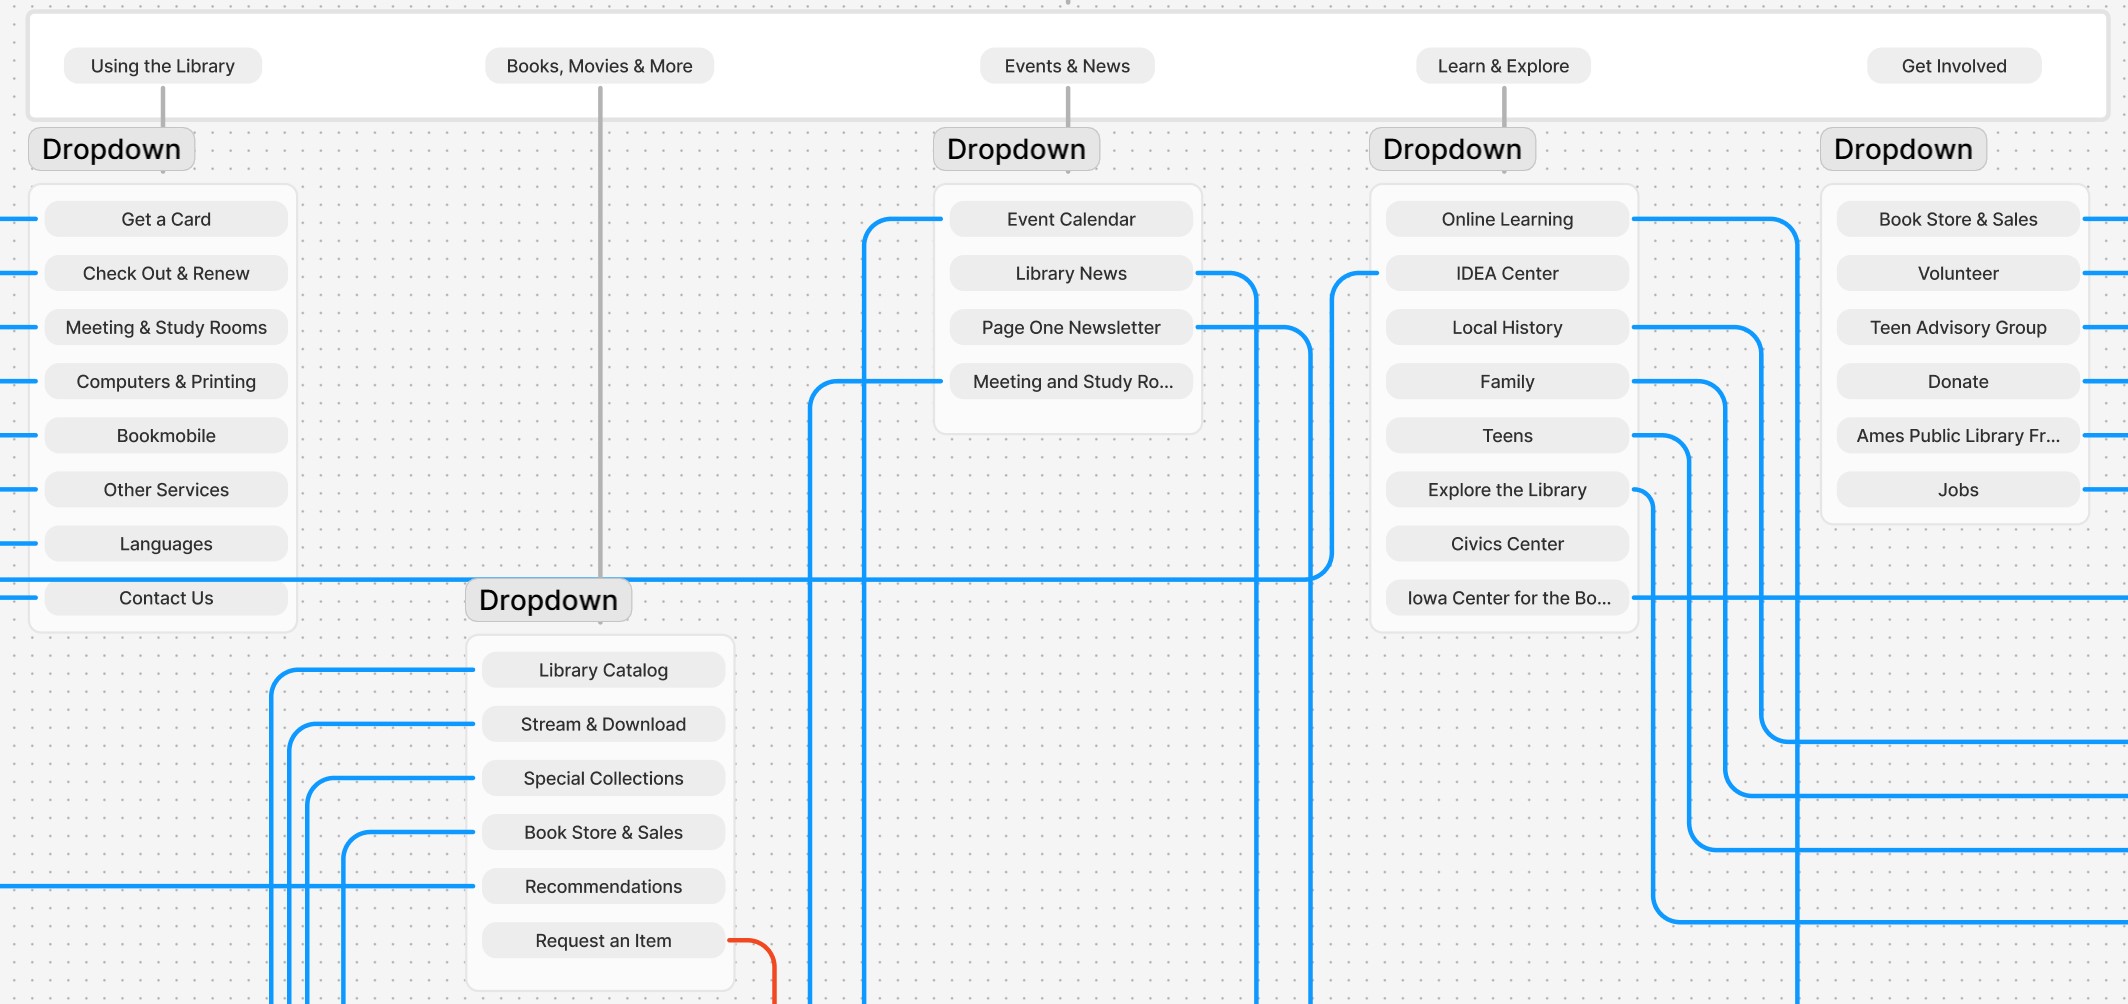 Using the Library
Books, Movies & More
Events & News
Learn & Explore
Get Involved
Dropdown
Get a Card
Check Out & Renew
Meeting & Study Rooms
Computers & Printing
Bookmobile
Other Services
Languages
Contact Us
Dropdown
Library Catalog
Stream & Download
Special Collections
Book Store & Sales
Recommendations
Request an Item
Dropdown
Event Calendar
Library News
Page One Newsletter
Meeting and Study Ro...
Dropdown
Online Learning
IDEA Center
Local History
Family
Teens
Explore the Library
Civics Center
Iowa Center for the Bo...
Dropdown
Book Store & Sales
Volunteer
Teen Advisory Group
Donate
Ames Public Library Fr...
Jobs